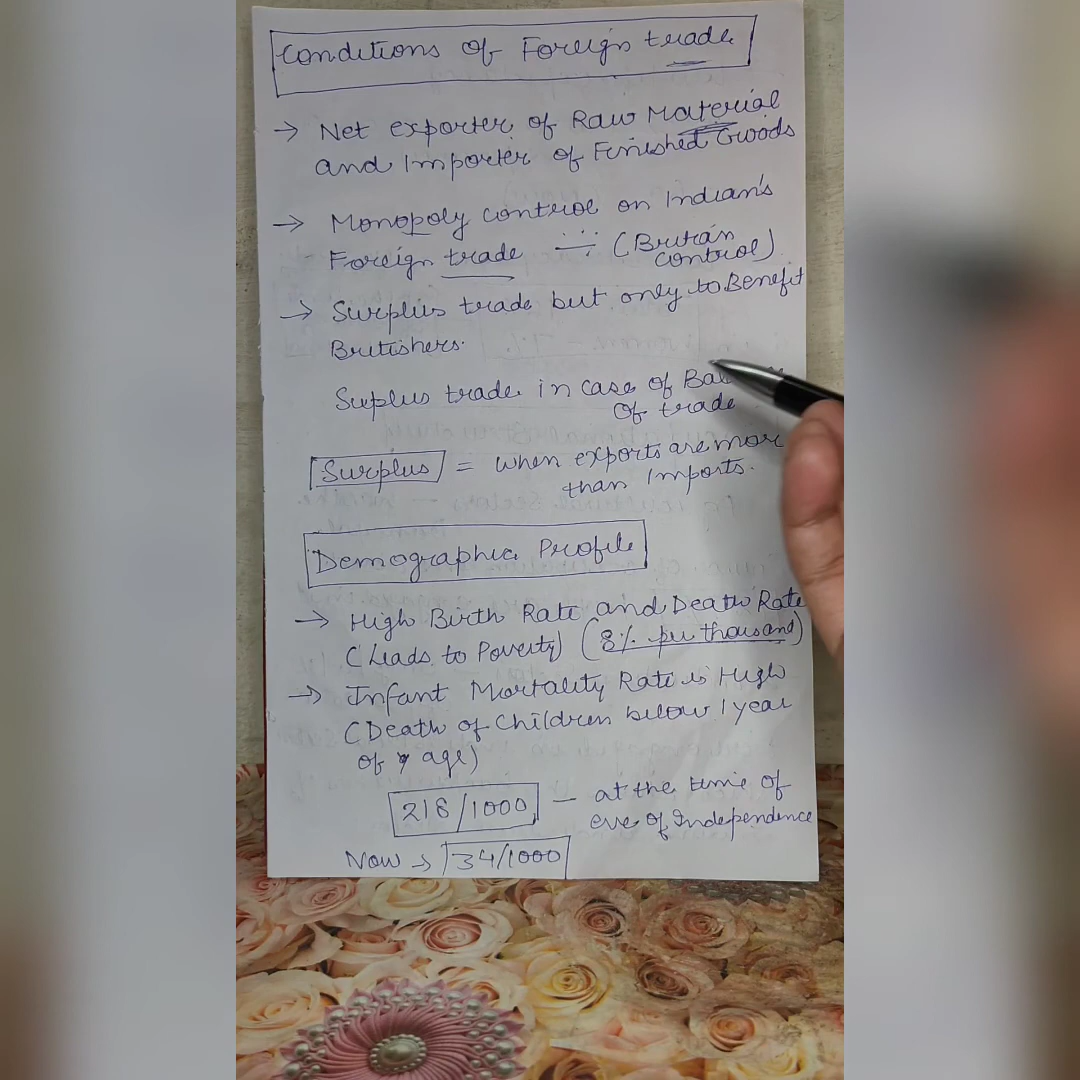 Conditions of Foreign trade
→ Net exporter of Raw Material
and Importer of Finished Goods
→ Monopoly control on Indian's
Foreign trade (Britain
control)
→ Surplus trade but only to Benefit
Britishers.
Suplus trade in case of
of trade
Surplus = when exports are more
than Imports.
Demographic Profile
→ High Birth Rate and Death Rate
(Leads to Poverty) (8% per thousand)
→ Infant Mortality Rate is High
(Death of Children below 1 year
of age)
218/1000 — at the time of
eve of Independence
Now → 34/1000